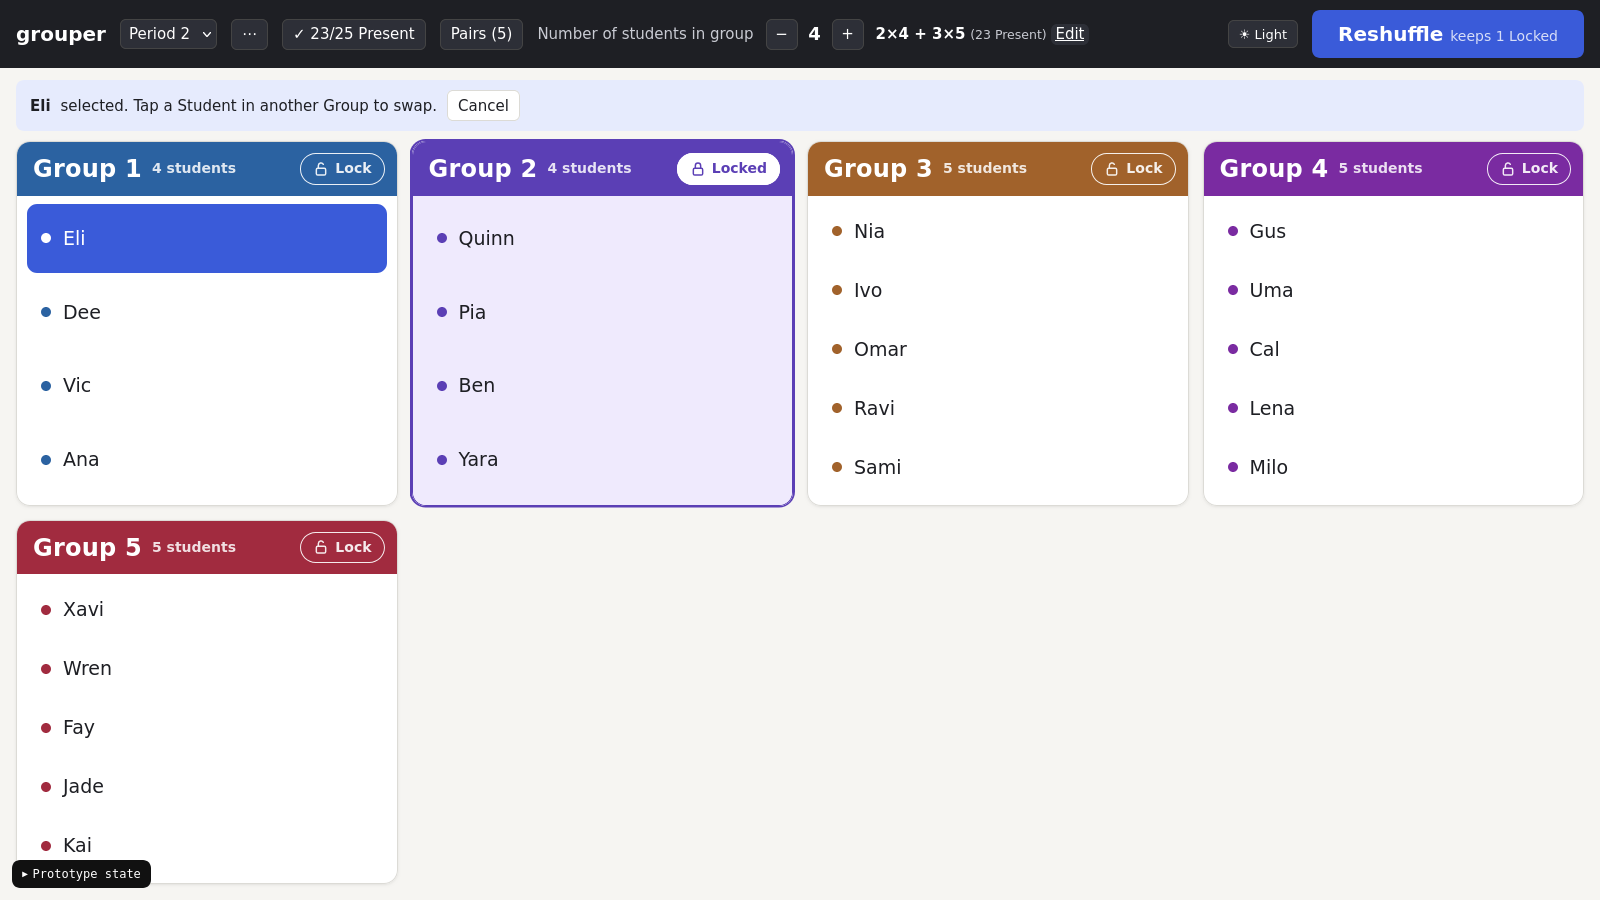 grouper Period 2 ... ✓ 23/25 Present Pairs (5) Number of students in group − 4 + 2×4 + 3×5 (23 Present) Edit ☀ Light Reshuffle keeps 1 Locked
Eli selected. Tap a Student in another Group to swap. Cancel
Group 1 4 students Lock
Eli
Dee
Vic
Ana
Group 2 4 students Locked
Quinn
Pia
Ben
Yara
Group 3 5 students Lock
Nia
Ivo
Omar
Ravi
Sami
Group 4 5 students Lock
Gus
Uma
Cal
Lena
Milo
Group 5 5 students Lock
Xavi
Wren
Fay
Jade
Kai
▸ Prototype state